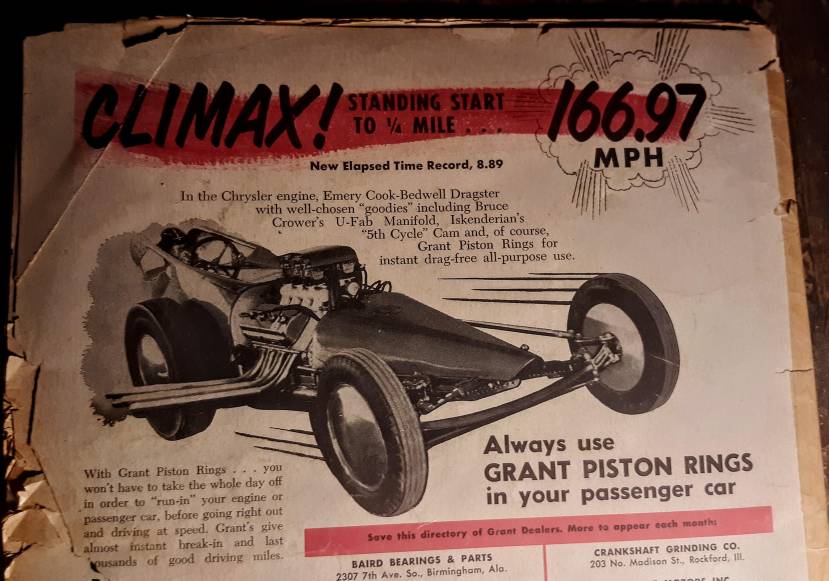 CLIMAX! STANDING START
TO ¼ MILE . . .
166.97
MPH
New Elapsed Time Record, 8.89
In the Chrysler engine, Emery Cook-Bedwell Dragster
with well-chosen "goodies" including Bruce
Crower's U-Fab Manifold, Iskenderian's
"5th Cycle" Cam and, of course,
Grant Piston Rings for
instant drag-free all-purpose use.
With Grant Piston Rings . . . you
won't have to take the whole day off
in order to "run-in" your engine or
passenger car, before going right out
and driving at speed. Grant's give
almost instant break-in and last
ousands of good driving miles.
Always use
GRANT PISTON RINGS
in your passenger car
Save this directory of Grant Dealers. More to appear each month:
BAIRD BEARINGS & PARTS
2307 7th Ave. So., Birmingham, Ala.
CRANKSHAFT GRINDING CO.
203 No. Madison St., Rockford, Ill.